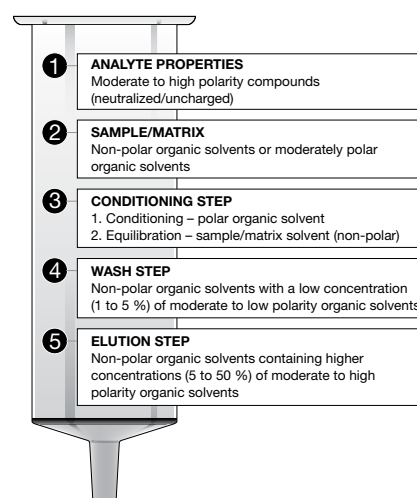 1 ANALYTE PROPERTIES
Moderate to high polarity compounds
(neutralized/uncharged)
2 SAMPLE/MATRIX
Non-polar organic solvents or moderately polar
organic solvents
3 CONDITIONING STEP
1. Conditioning – polar organic solvent
2. Equilibration – sample/matrix solvent (non-polar)
4 WASH STEP
Non-polar organic solvents with a low concentration
(1 to 5 %) of moderate to low polarity organic solvents
5 ELUTION STEP
Non-polar organic solvents containing higher
concentrations (5 to 50 %) of moderate to high
polarity organic solvents